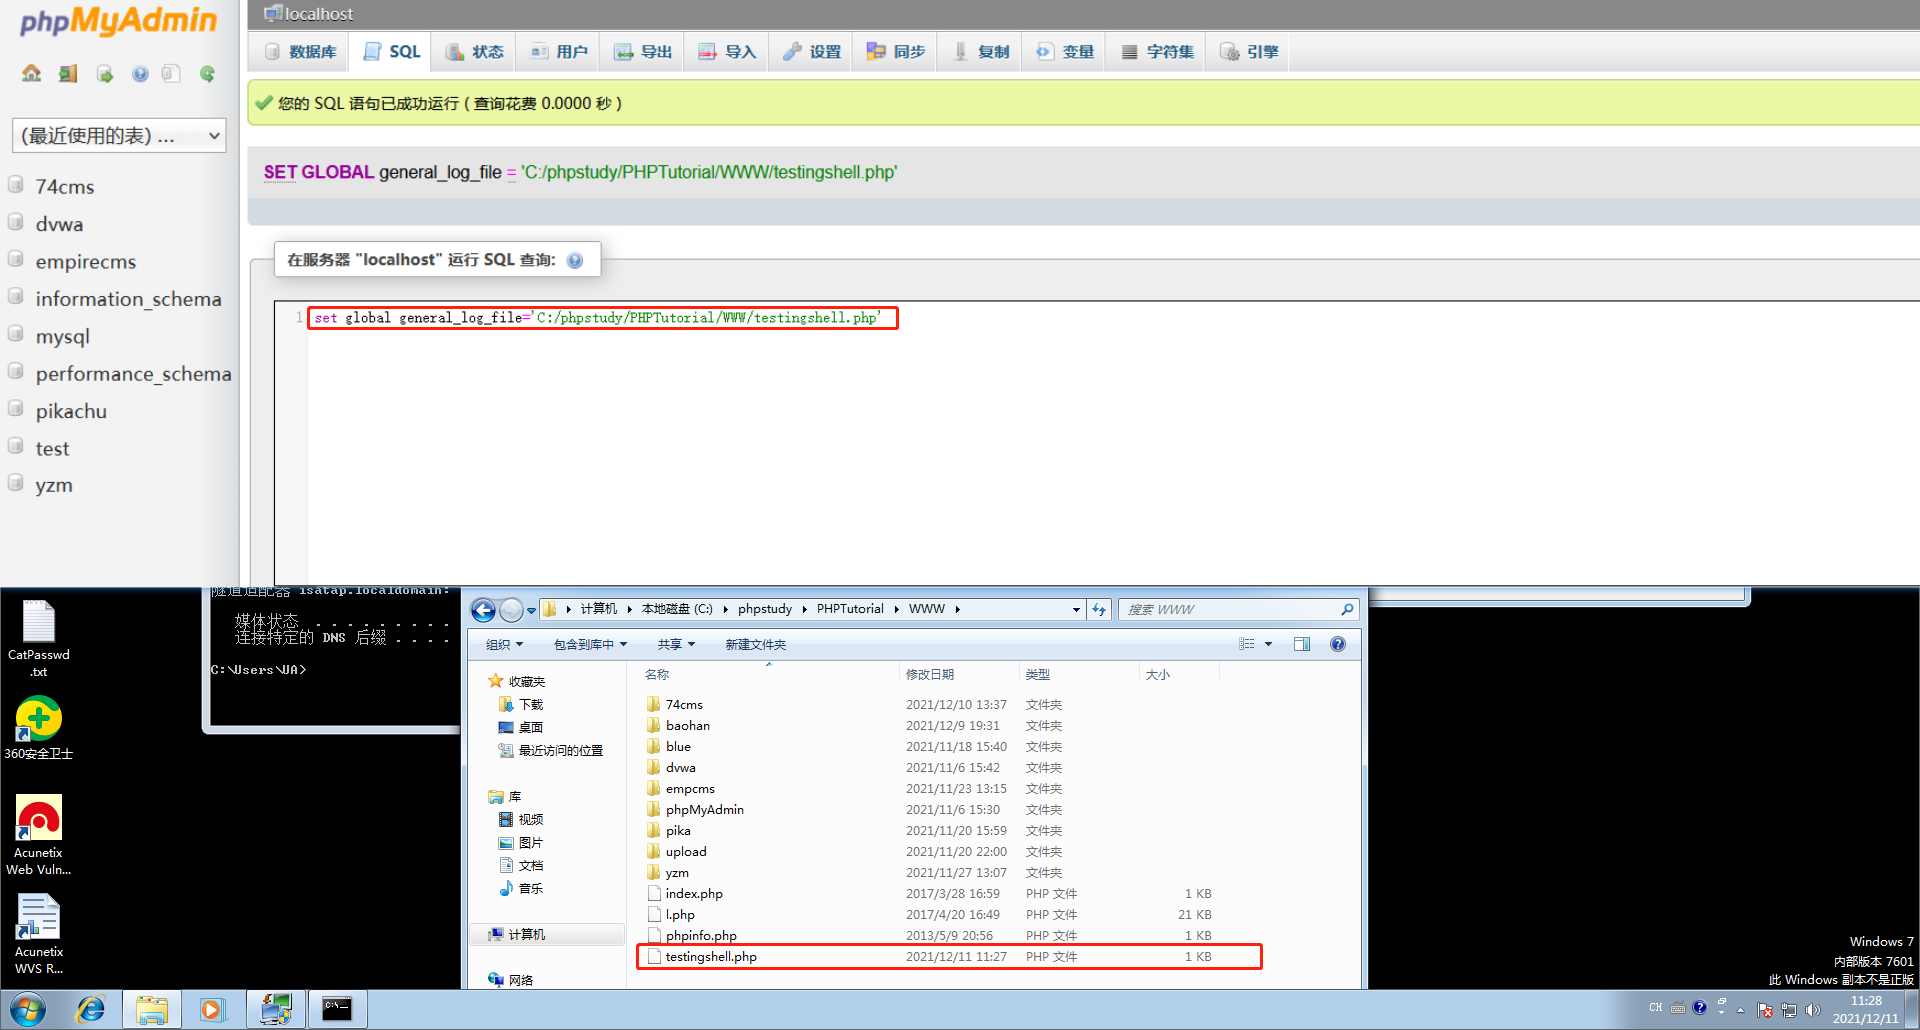 phpMyAdmin
(最近使用的表) ...
74cms
dvwa
empirecms
information_schema
mysql
performance_schema
pikachu
test
yzm
localhost
数据库
SQL
状态
用户
导出
导入
设置
同步
复制
变量
字符集
引擎
您的 SQL 语句已成功运行 ( 查询花费 0.0000 秒 )
SET GLOBAL general_log_file = 'C:/phpstudy/PHPTutorial/WWW/testingshell.php'
在服务器 "localhost" 运行 SQL 查询:
1 set global general_log_file='C:/phpstudy/PHPTutorial/WWW/testingshell.php'
CatPasswd
.txt
360安全卫士
Acunetix
Web Vuln...
Acunetix
WVS R...
隧道适配器 isatap.localdomain:
媒体状态 . . . . . . . . .
连接特定的 DNS 后缀 . . . .
C:\Users\UA>
计算机
本地磁盘 (C:)
phpstudy
PHPTutorial
WWW
搜索 WWW
组织
包含到库中
共享
新建文件夹
收藏夹
下载
桌面
最近访问的位置
库
视频
图片
文档
音乐
计算机
网络
名称 修改日期 类型 大小
74cms 2021/12/10 13:37 文件夹
baohan 2021/12/9 19:31 文件夹
blue 2021/11/18 15:40 文件夹
dvwa 2021/11/6 15:42 文件夹
empcms 2021/11/23 13:15 文件夹
phpMyAdmin 2021/11/6 15:30 文件夹
pika 2021/11/20 15:59 文件夹
upload 2021/11/20 22:00 文件夹
yzm 2021/11/27 13:07 文件夹
index.php 2017/3/28 16:59 PHP 文件 1 KB
l.php 2017/4/20 16:49 PHP 文件 21 KB
phpinfo.php 2013/5/9 20:56 PHP 文件 1 KB
testingshell.php 2021/12/11 11:27 PHP 文件 1 KB
Windows 7
内部版本 7601
此 Windows 副本不是正版
C:\
CH
11:28
2021/12/11